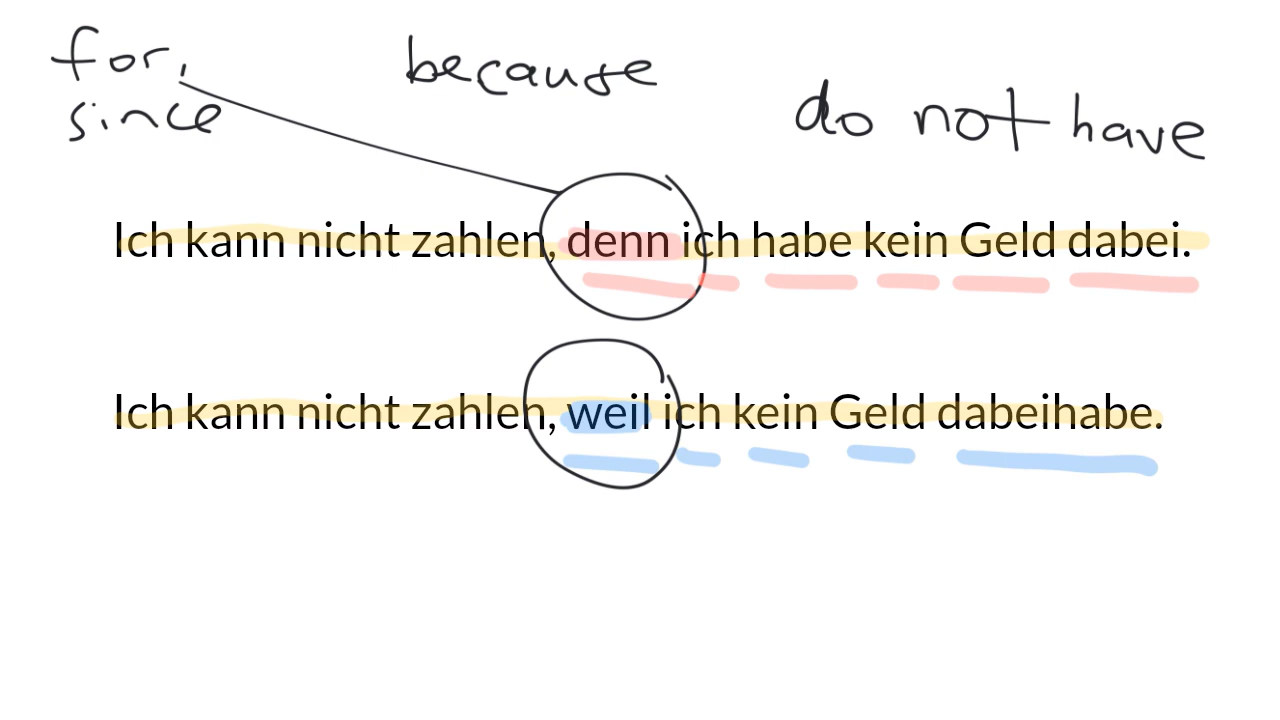 for,
since
because
do not have
Ich kann nicht zahlen, denn ich habe kein Geld dabei.
Ich kann nicht zahlen, weil ich kein Geld dabeihabe.